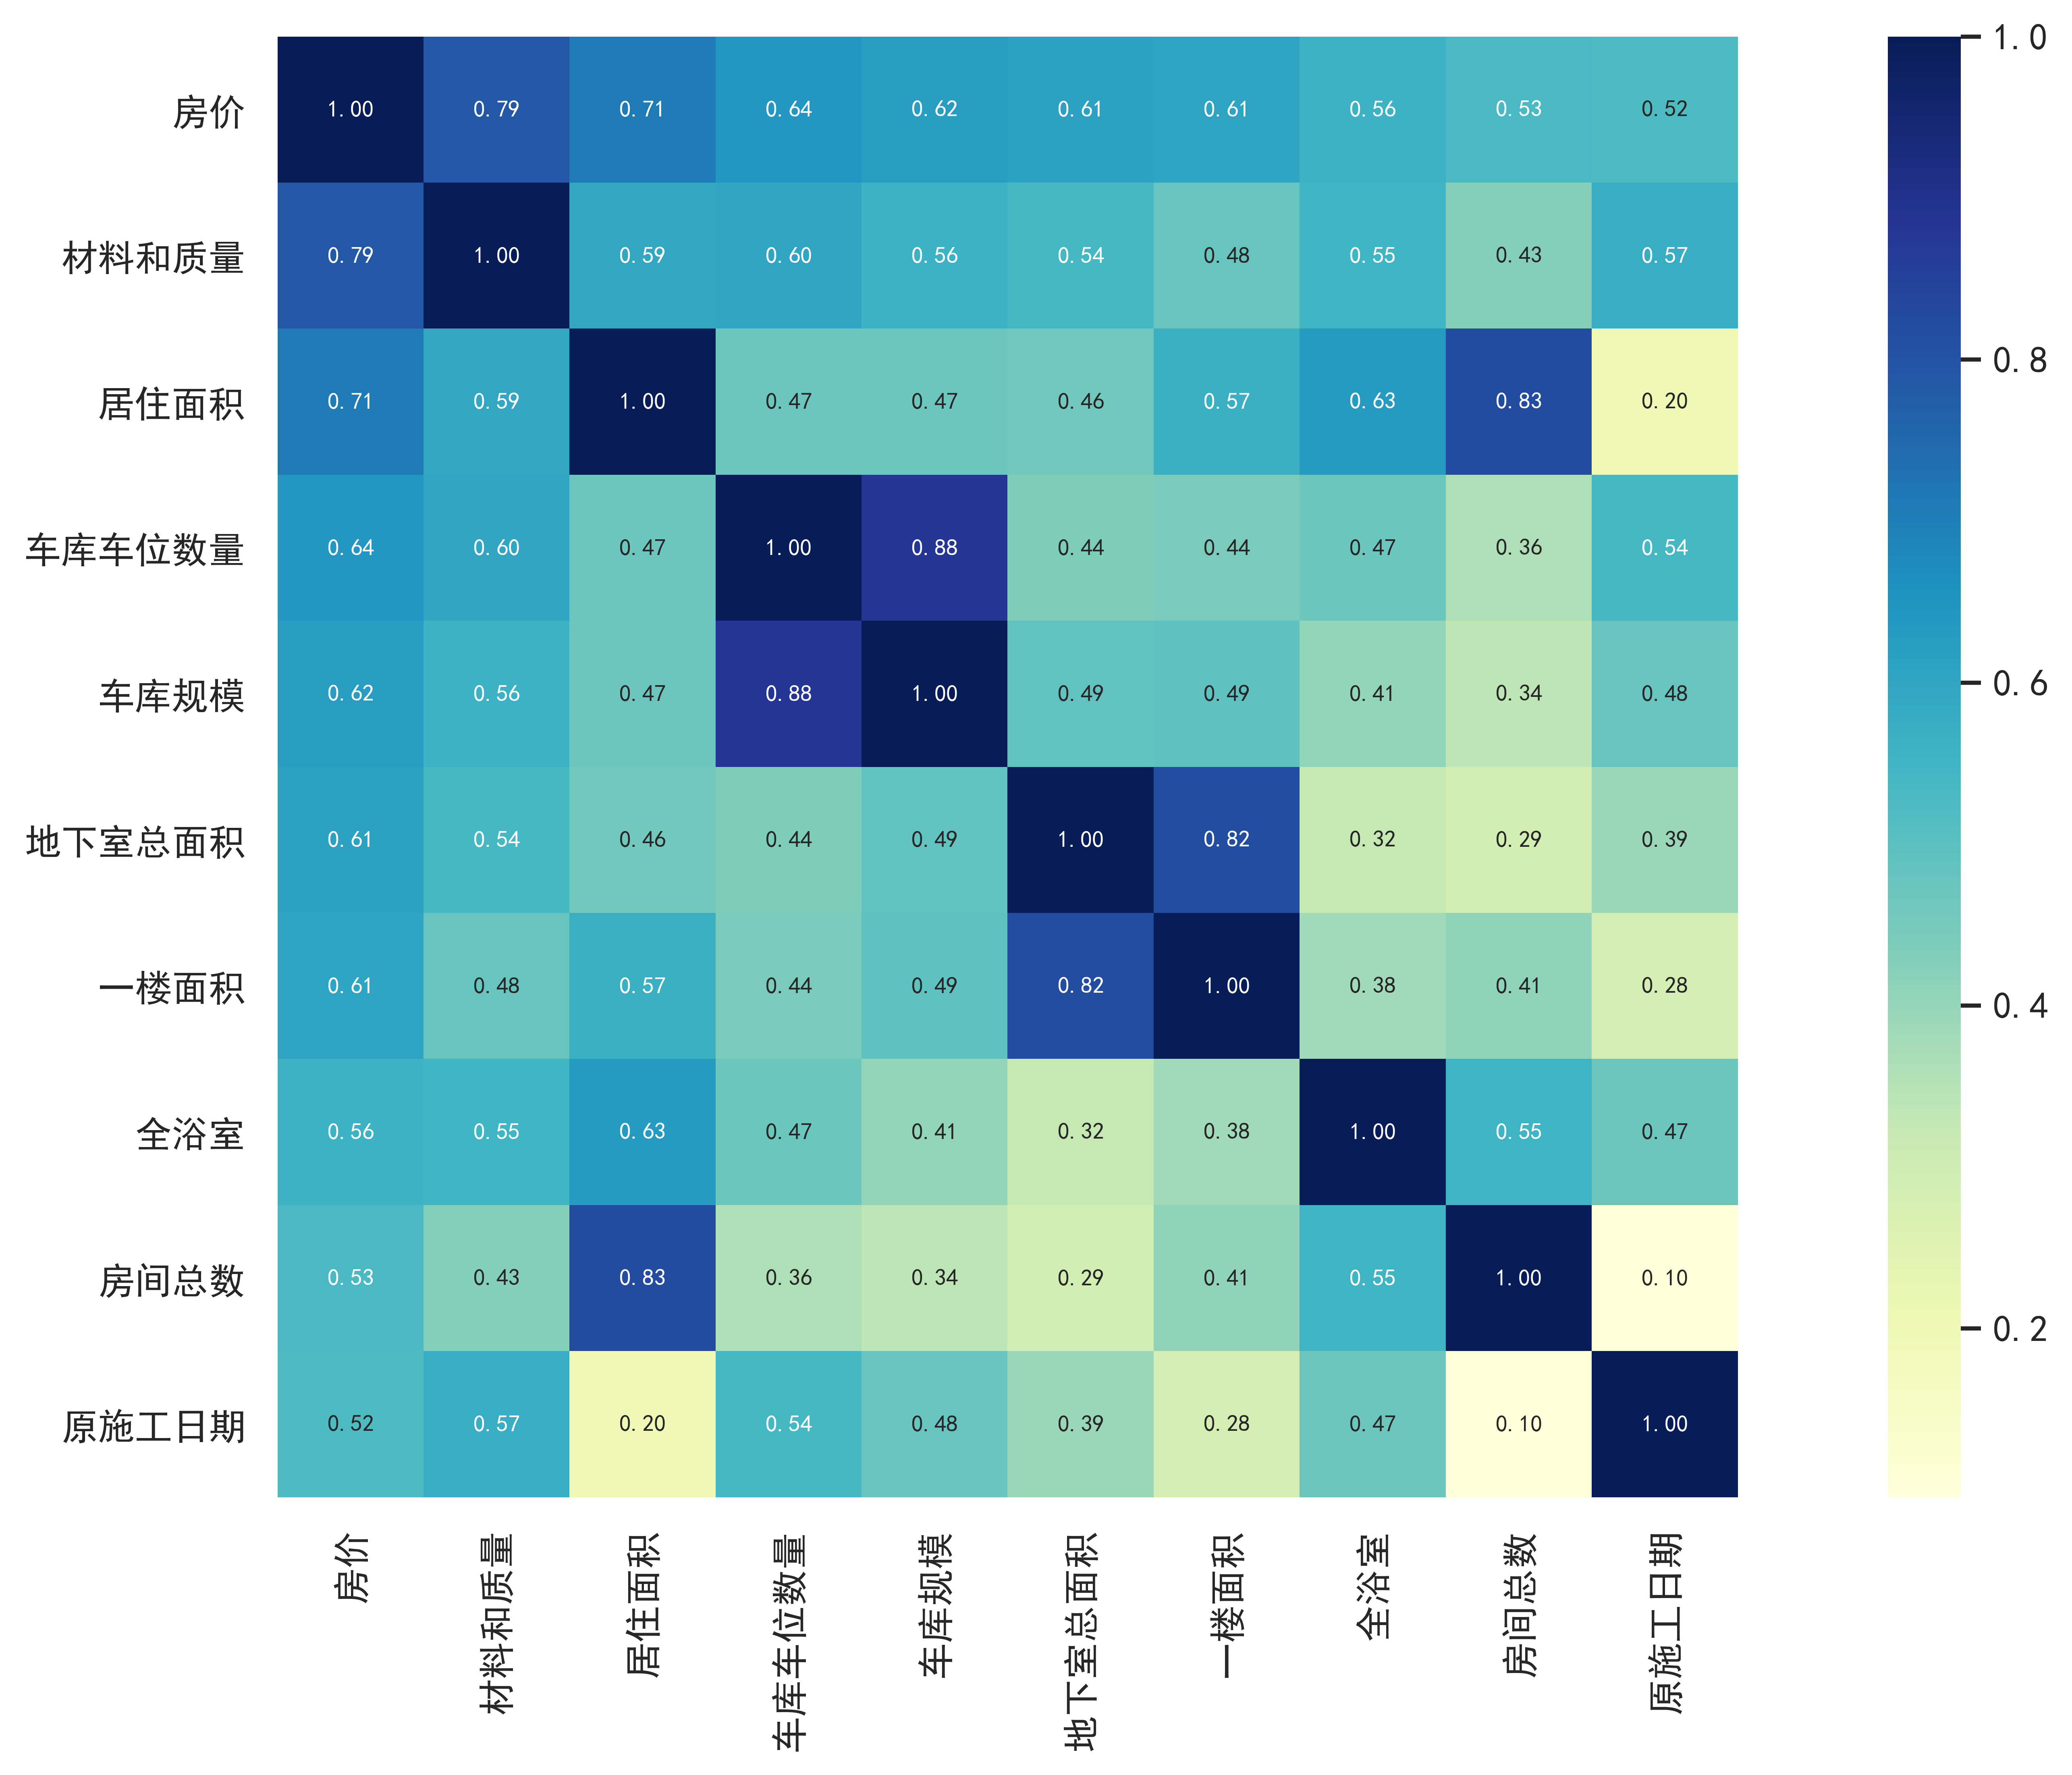 房价 1.00 0.79 0.71 0.64 0.62 0.61 0.61 0.56 0.53 0.52
材料和质量 0.79 1.00 0.59 0.60 0.56 0.54 0.48 0.55 0.43 0.57
居住面积 0.71 0.59 1.00 0.47 0.47 0.46 0.57 0.63 0.83 0.20
车库车位数量 0.64 0.60 0.47 1.00 0.88 0.44 0.44 0.47 0.36 0.54
车库规模 0.62 0.56 0.47 0.88 1.00 0.49 0.49 0.41 0.34 0.48
地下室总面积 0.61 0.54 0.46 0.44 0.49 1.00 0.82 0.32 0.29 0.39
一楼面积 0.61 0.48 0.57 0.44 0.49 0.82 1.00 0.38 0.41 0.28
全浴室 0.56 0.55 0.63 0.47 0.41 0.32 0.38 1.00 0.55 0.47
房间总数 0.53 0.43 0.83 0.36 0.34 0.29 0.41 0.55 1.00 0.10
原施工日期 0.52 0.57 0.20 0.54 0.48 0.39 0.28 0.47 0.10 1.00
房价
材料和质量
居住面积
车库车位数量
车库规模
地下室总面积
一楼面积
全浴室
房间总数
原施工日期
1.0
0.8
0.6
0.4
0.2